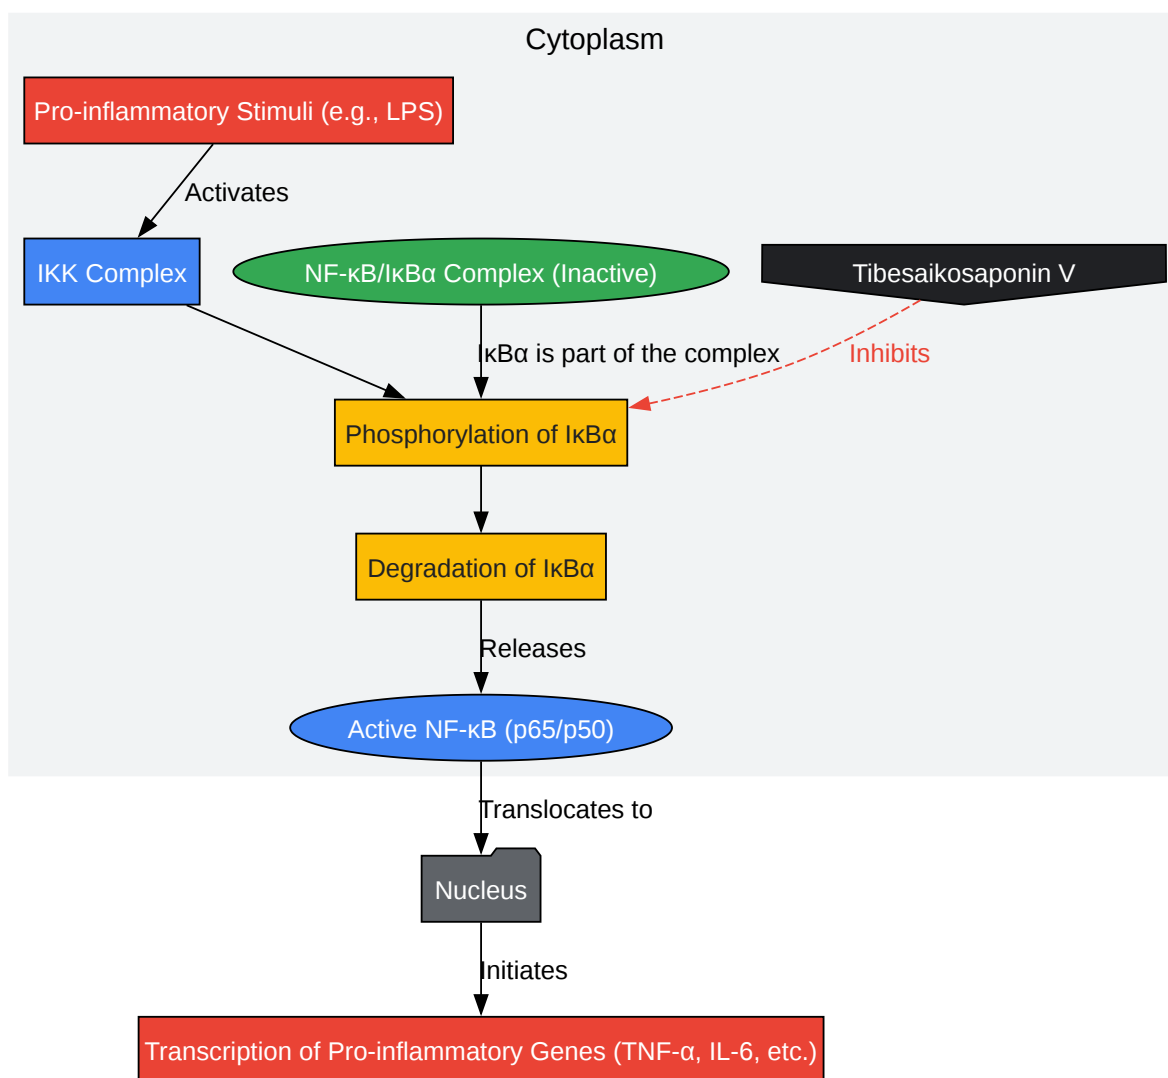 Cytoplasm
Pro-inflammatory Stimuli (e.g., LPS)
Activates
IKK Complex
NF-κB/IκBα Complex (Inactive)
Tibesaikosaponin V
IκBα is part of the complex
Inhibits
Phosphorylation of IκBα
Degradation of IκBα
Releases
Active NF-κB (p65/p50)
Translocates to
Nucleus
Initiates
Transcription of Pro-inflammatory Genes (TNF-α, IL-6, etc.)